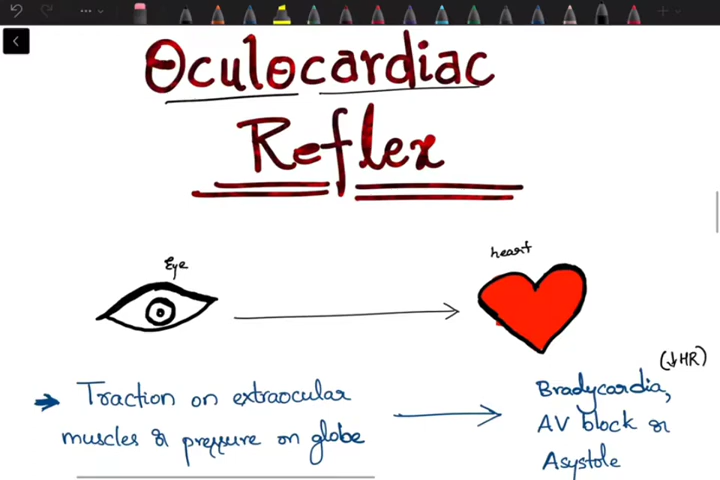 Oculocardiac
Reflex
Eye
heart
(↓HR)
→ Traction on extraocular
muscles & pressure on globe
Bradycardia,
AV block or
Asystole